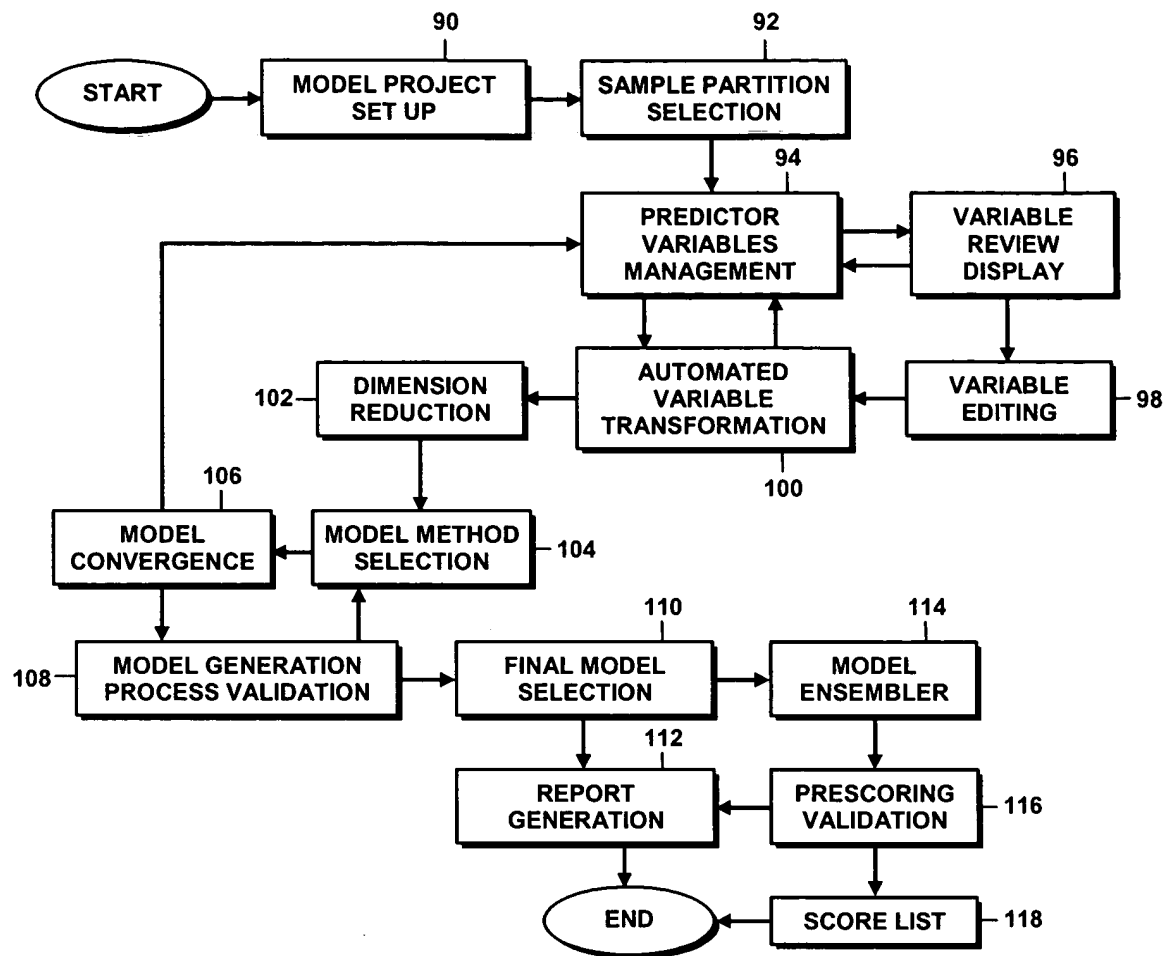 90
92
START
MODEL PROJECT
SET UP
SAMPLE PARTITION
SELECTION
94
96
PREDICTOR
VARIABLES
MANAGEMENT
VARIABLE
REVIEW
DISPLAY
102
DIMENSION
REDUCTION
AUTOMATED
VARIABLE
TRANSFORMATION
VARIABLE
EDITING
98
100
106
MODEL
CONVERGENCE
MODEL METHOD
SELECTION
104
110
114
108
MODEL GENERATION
PROCESS VALIDATION
FINAL MODEL
SELECTION
MODEL
ENSEMBLER
112
REPORT
GENERATION
PRESCORING
VALIDATION
116
END
SCORE LIST
118